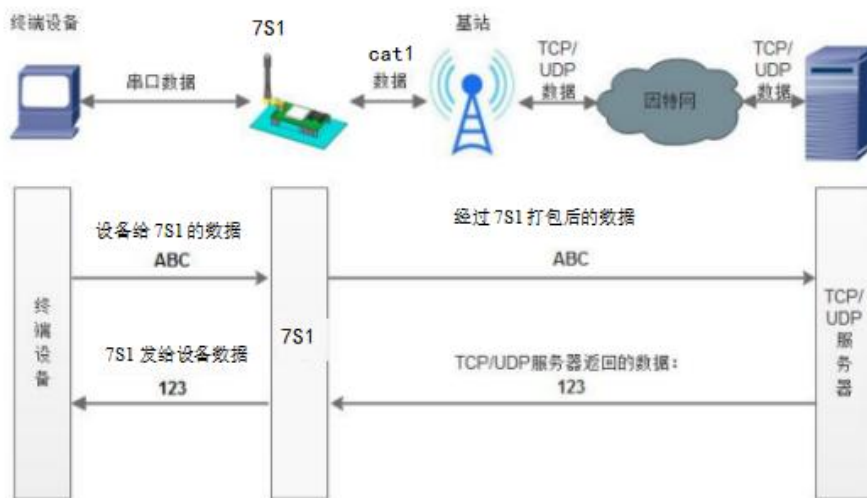 终端设备
7S1
基站
串口数据
cat1
数据
TCP/
UDP
数据
因特网
TCP/
UDP
数据
设备给 7S1 的数据
ABC
经过 7S1 打包后的数据
ABC
终
端
设
备
7S1
TCP/
UDP
服
务
器
7S1 发给设备数据
123
TCP/UDP服务器返回的数据：
123